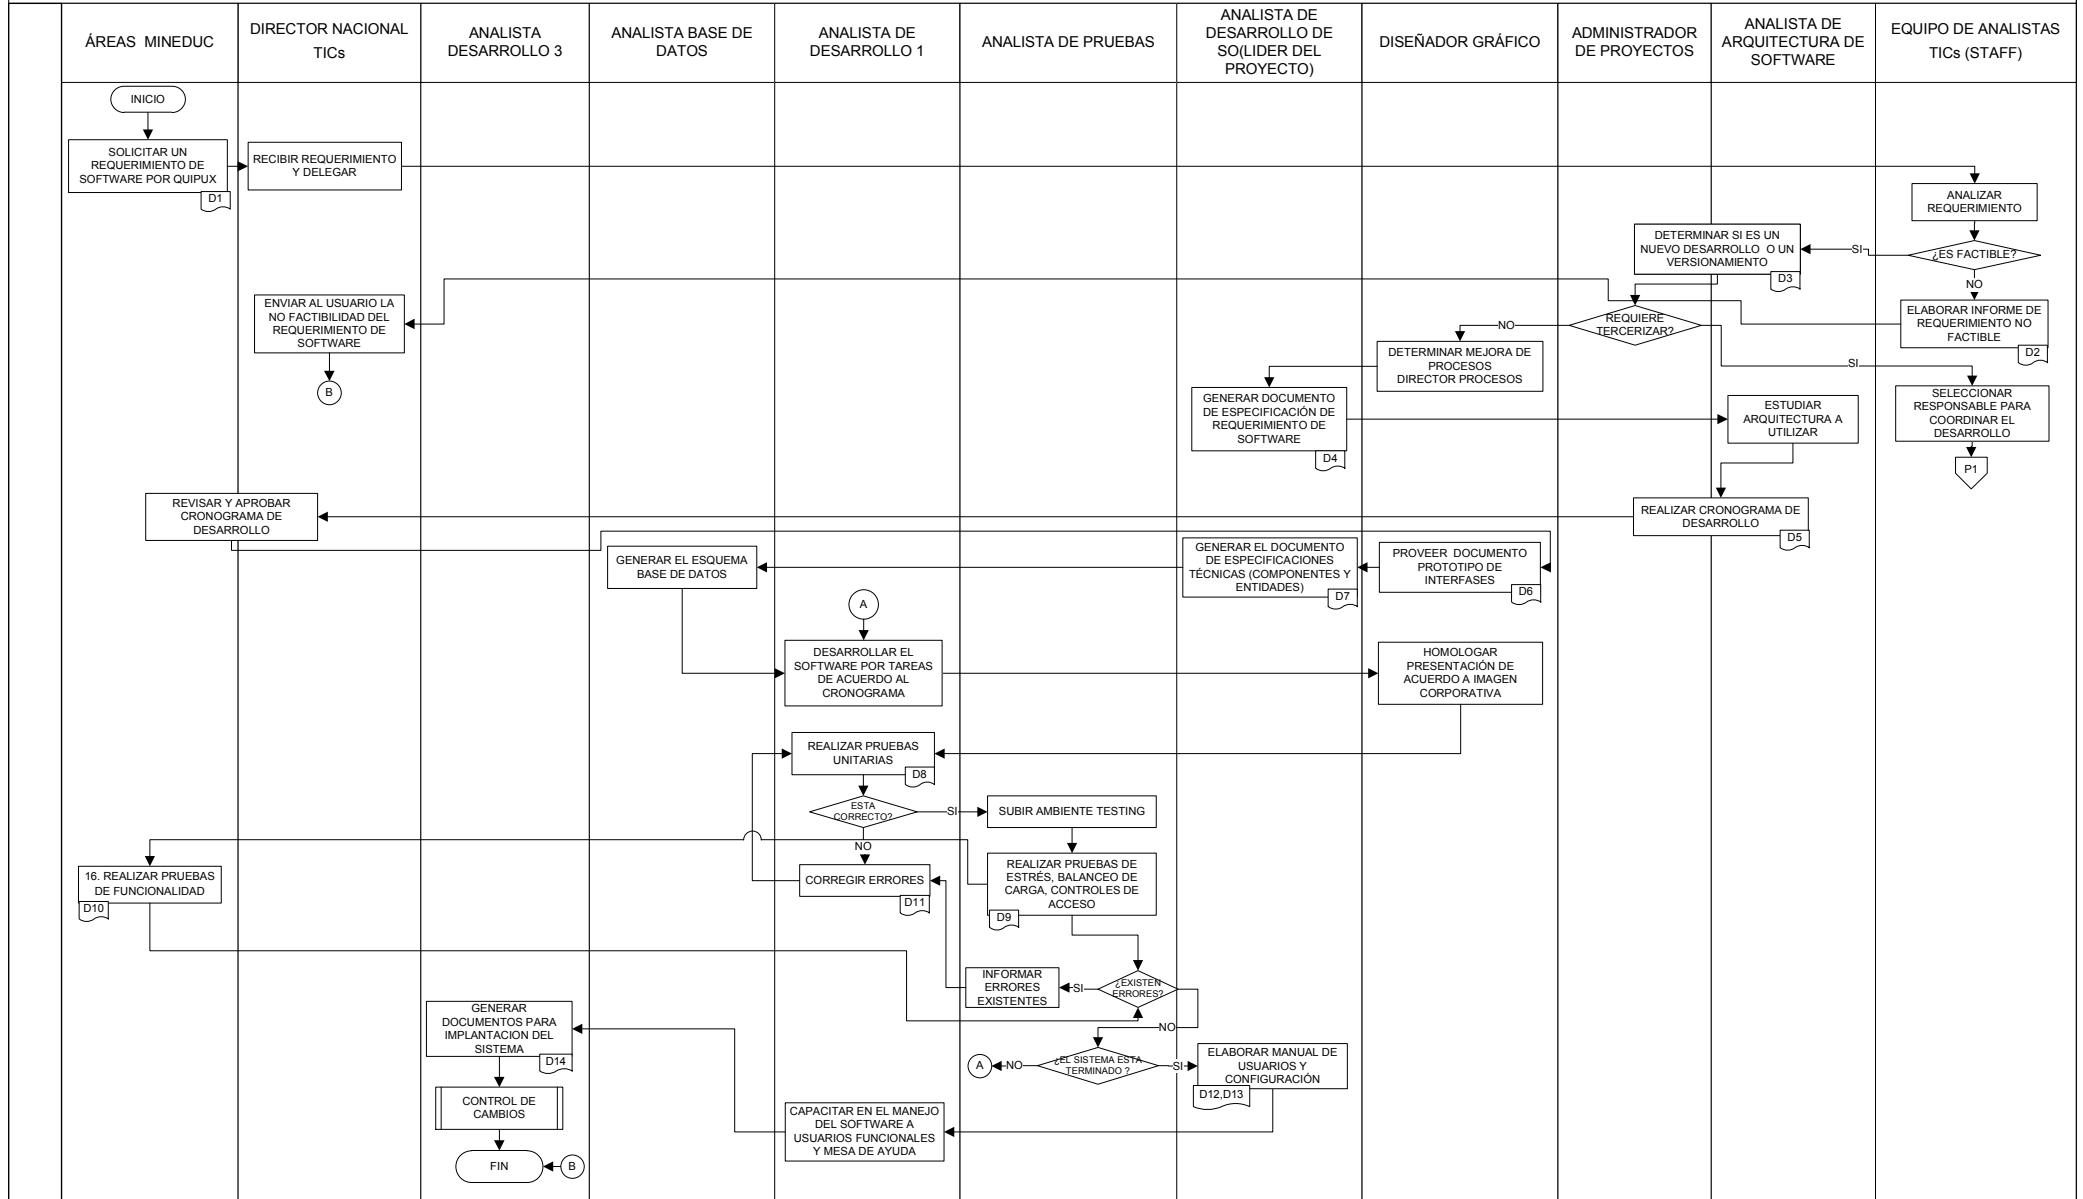 ÁREAS MINEDUC
DIRECTOR NACIONAL
TICs
ANALISTA
DESARROLLO 3
ANALISTA BASE DE
DATOS
ANALISTA DE
DESARROLLO 1
ANALISTA DE PRUEBAS
ANALISTA DE
DESARROLLO DE
SO(LIDER DEL
PROYECTO)
DISEÑADOR GRÁFICO
ADMINISTRADOR
DE PROYECTOS
ANALISTA DE
ARQUITECTURA DE
SOFTWARE
EQUIPO DE ANALISTAS
TICs (STAFF)
INICIO
SOLICITAR UN
REQUERIMIENTO DE
SOFTWARE POR QUIPUX
D1
RECIBIR REQUERIMIENTO
Y DELEGAR
ANALIZAR
REQUERIMIENTO
¿ES FACTIBLE?
SI
NO
DETERMINAR SI ES UN
NUEVO DESARROLLO O UN
VERSIONAMIENTO
D3
ELABORAR INFORME DE
REQUERIMIENTO NO
FACTIBLE
D2
ENVIAR AL USUARIO LA
NO FACTIBILIDAD DEL
REQUERIMIENTO DE
SOFTWARE
B
REQUIERE
TERCERIZAR?
NO
SI
DETERMINAR MEJORA DE
PROCESOS
DIRECTOR PROCESOS
GENERAR DOCUMENTO
DE ESPECIFICACIÓN DE
REQUERIMIENTO DE
SOFTWARE
D4
ESTUDIAR
ARQUITECTURA A
UTILIZAR
SELECCIONAR
RESPONSABLE PARA
COORDINAR EL
DESARROLLO
P1
REVISAR Y APROBAR
CRONOGRAMA DE
DESARROLLO
REALIZAR CRONOGRAMA DE
DESARROLLO
D5
GENERAR EL ESQUEMA
BASE DE DATOS
GENERAR EL DOCUMENTO
DE ESPECIFICACIONES
TÉCNICAS (COMPONENTES Y
ENTIDADES)
D7
PROVEER DOCUMENTO
PROTOTIPO DE
INTERFASES
D6
A
DESARROLLAR EL
SOFTWARE POR TAREAS
DE ACUERDO AL
CRONOGRAMA
HOMOLOGAR
PRESENTACIÓN DE
ACUERDO A IMAGEN
CORPORATIVA
REALIZAR PRUEBAS
UNITARIAS
D8
ESTA
CORRECTO?
SI
NO
SUBIR AMBIENTE TESTING
16. REALIZAR PRUEBAS
DE FUNCIONALIDAD
D10
CORREGIR ERRORES
D11
REALIZAR PRUEBAS DE
ESTRÉS, BALANCEO DE
CARGA, CONTROLES DE
ACCESO
D9
INFORMAR
ERRORES
EXISTENTES
SI
¿EXISTEN
ERRORES?
NO
GENERAR
DOCUMENTOS PARA
IMPLANTACION DEL
SISTEMA
D14
A
NO
¿EL SISTEMA ESTA
TERMINADO ?
SI
ELABORAR MANUAL DE
USUARIOS Y
CONFIGURACIÓN
D12,D13
CONTROL DE
CAMBIOS
CAPACITAR EN EL MANEJO
DEL SOFTWARE A
USUARIOS FUNCIONALES
Y MESA DE AYUDA
FIN
B